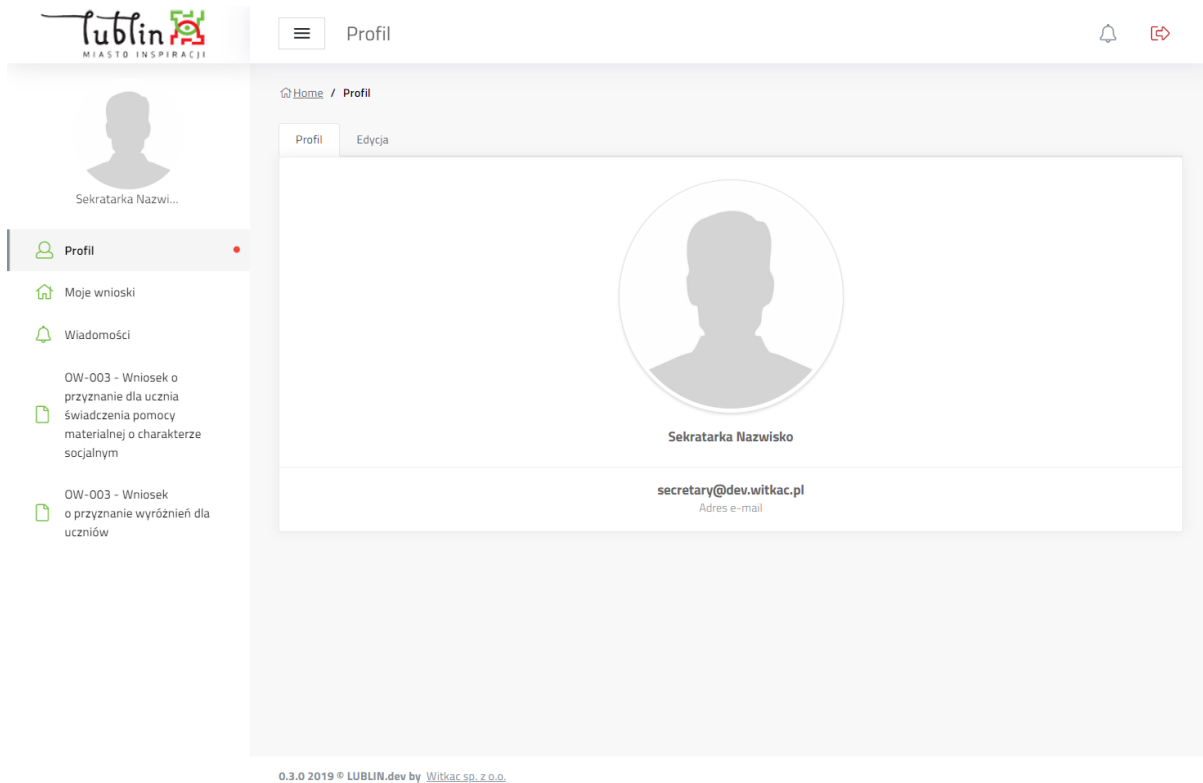 lublin
MIASTO INSPIRACJI
Profil
Home / Profil
Profil
Edycja
Sekratarka Nazwi...
Profil
Moje wnioski
Wiadomości
OW-003 - Wniosek o
przyznanie dla ucznia
świadczenia pomocy
materialnej o charakterze
socjalnym
OW-003 - Wniosek
o przyznanie wyróżnień dla
uczniów
Sekratarka Nazwisko
secretary@dev.witkac.pl
Adres e-mail
0.3.0 2019 © LUBLIN.dev by Witkac sp. z o.o.